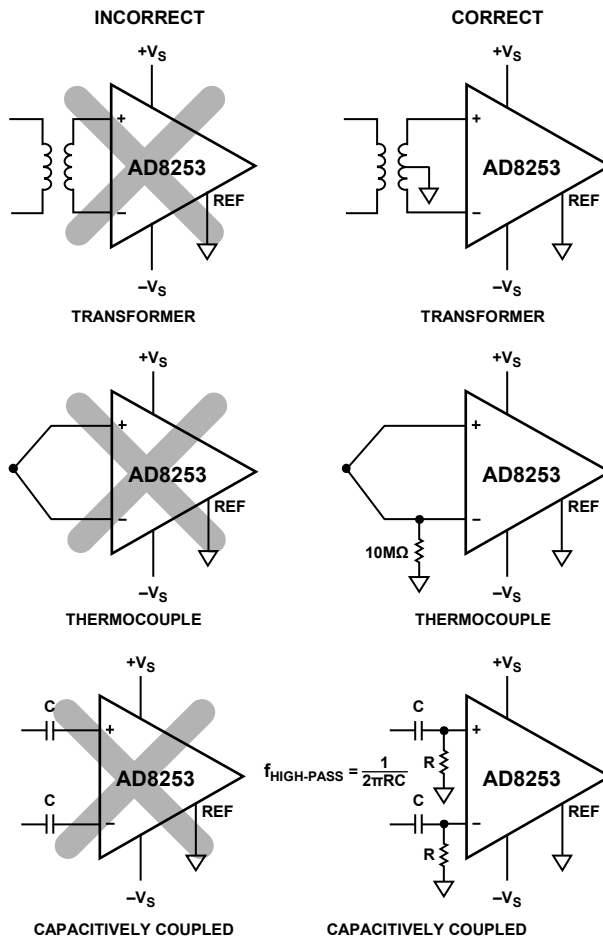 INCORRECT
CORRECT
+VS
+
AD8253
−
REF
−VS
TRANSFORMER
+VS
+
AD8253
−
REF
−VS
TRANSFORMER
+VS
+
AD8253
−
REF
−VS
THERMOCOUPLE
+VS
+
AD8253
−
REF
10MΩ
−VS
THERMOCOUPLE
+VS
C
+
AD8253
C
−
REF
−VS
CAPACITIVELY COUPLED
+VS
C
+
R
fHIGH-PASS = 1/2πRC
AD8253
C
−
REF
R
−VS
CAPACITIVELY COUPLED